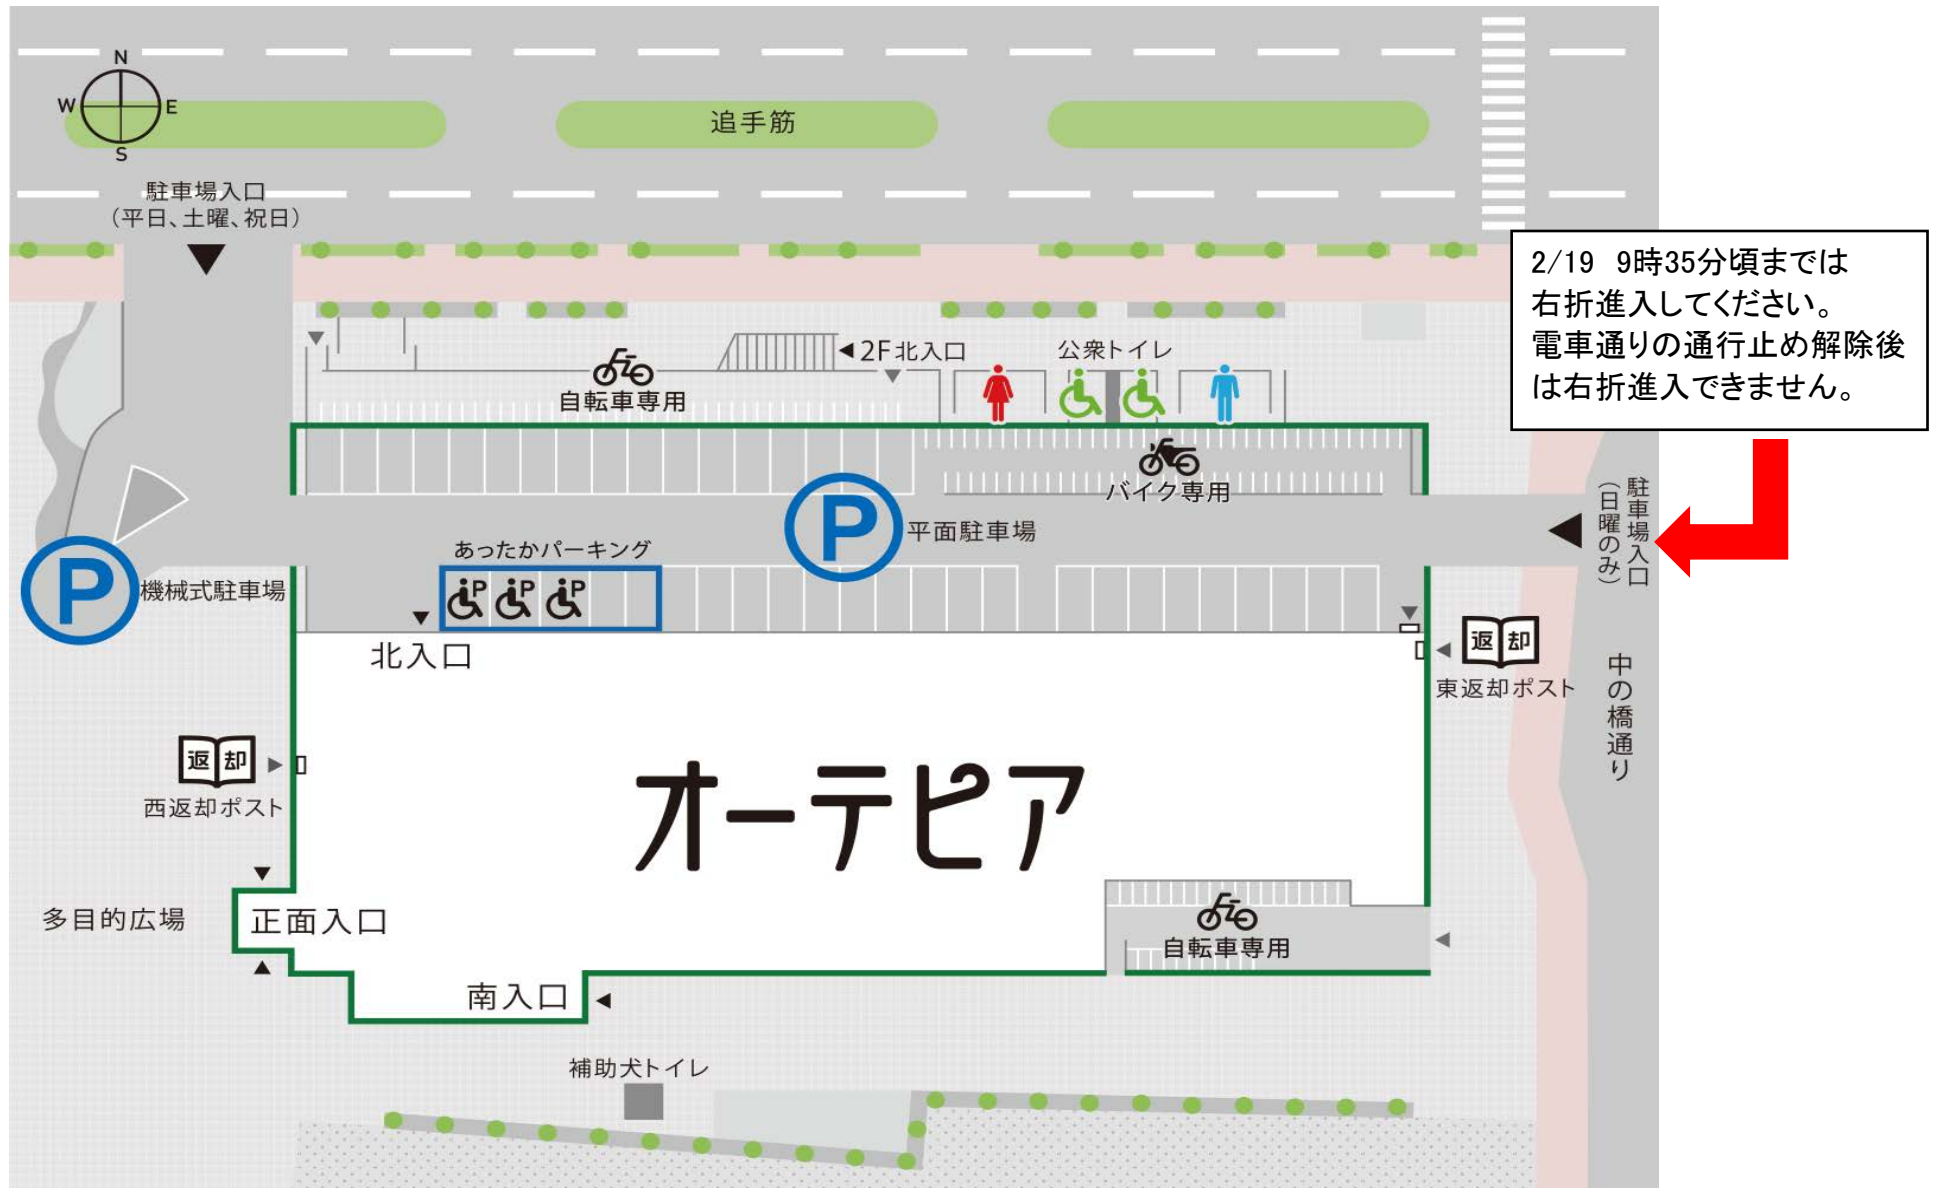 N
W E
S
追手筋
駐車場入口
（平日、土曜、祝日）
2/19 9時35分頃までは
右折進入してください。
電車通りの通行止め解除後
は右折進入できません。
2F北入口
公衆トイレ
自転車専用
バイク専用
P
平面駐車場
駐車場入口
（日曜のみ）
あったかパーキング
P
機械式駐車場
P P P
北入口
返却
東返却ポスト
中の橋通り
返却
西返却ポスト
オーテピア
多目的広場
正面入口
自転車専用
南入口
補助犬トイレ